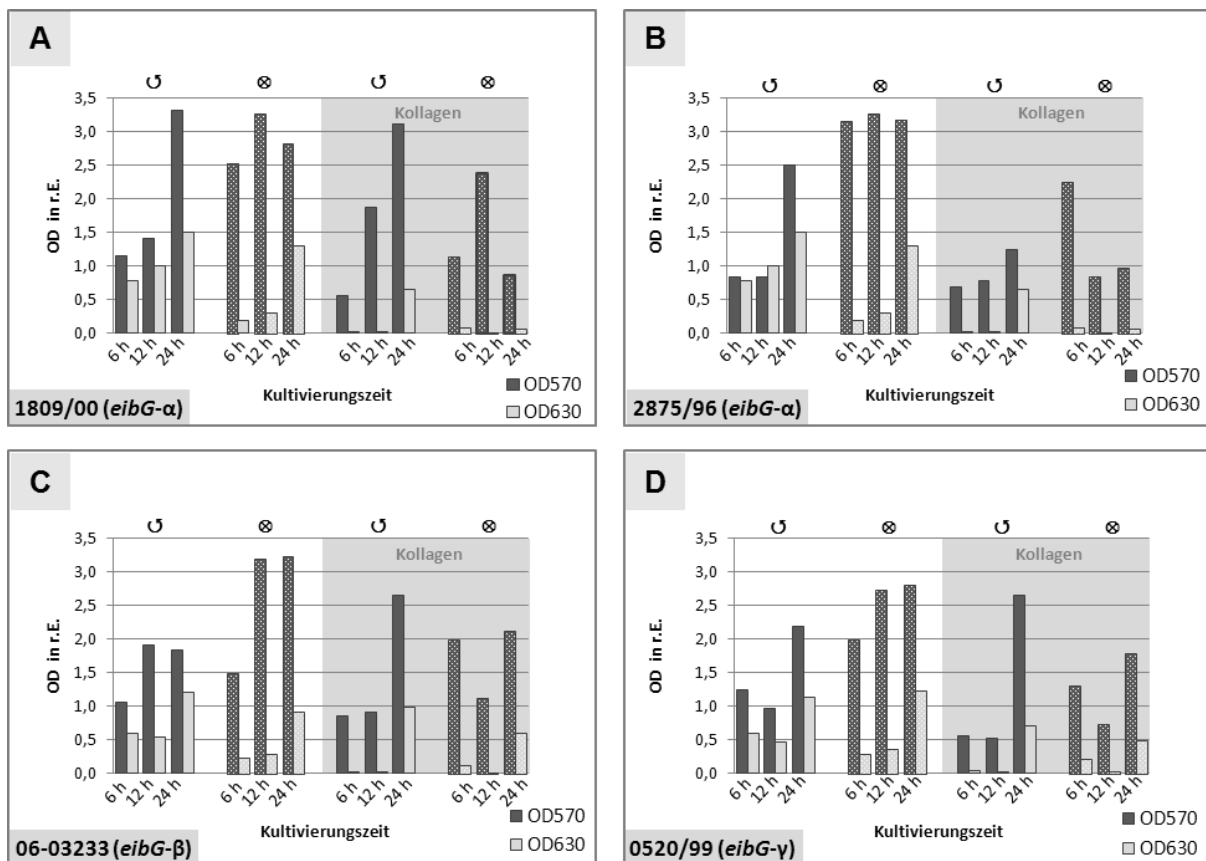 A
↺ ⊗ ↺ ⊗
Kollagen
OD in r.E.
3,5
3,0
2,5
2,0
1,5
1,0
0,5
0,0
6 h 12 h 24 h 6 h 12 h 24 h 6 h 12 h 24 h 6 h 12 h 24 h
Kultivierungszeit
OD570
OD630
1809/00 (eibG-α)
B
↺ ⊗ ↺ ⊗
Kollagen
OD in r.E.
3,5
3,0
2,5
2,0
1,5
1,0
0,5
0,0
6 h 12 h 24 h 6 h 12 h 24 h 6 h 12 h 24 h 6 h 12 h 24 h
Kultivierungszeit
OD570
OD630
2875/96 (eibG-α)
C
↺ ⊗ ↺ ⊗
Kollagen
OD in r.E.
3,5
3,0
2,5
2,0
1,5
1,0
0,5
0,0
6 h 12 h 24 h 6 h 12 h 24 h 6 h 12 h 24 h 6 h 12 h 24 h
Kultivierungszeit
OD570
OD630
06-03233 (eibG-β)
D
↺ ⊗ ↺ ⊗
Kollagen
OD in r.E.
3,5
3,0
2,5
2,0
1,5
1,0
0,5
0,0
6 h 12 h 24 h 6 h 12 h 24 h 6 h 12 h 24 h 6 h 12 h 24 h
Kultivierungszeit
OD570
OD630
0520/99 (eibG-γ)